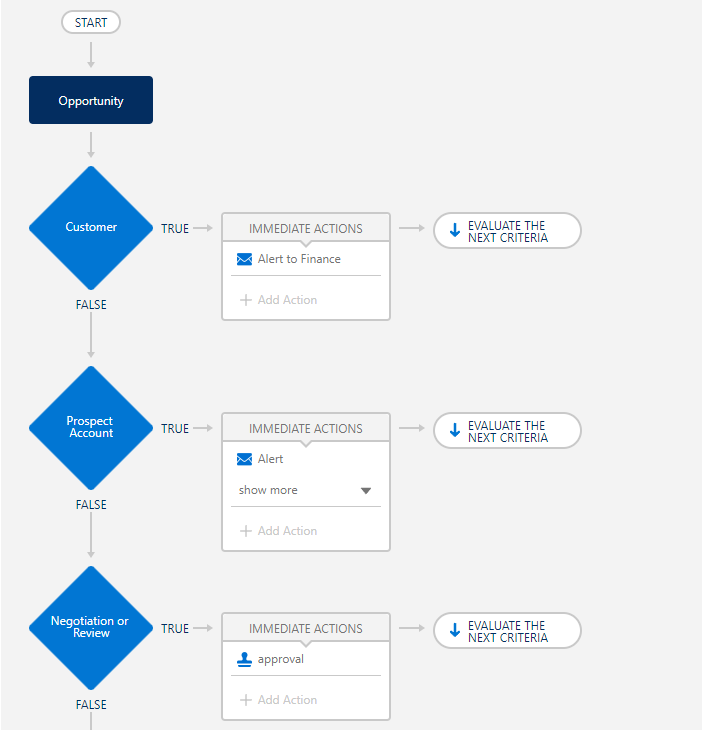 START
Opportunity
Customer
TRUE
IMMEDIATE ACTIONS
Alert to Finance
+ Add Action
EVALUATE THE
NEXT CRITERIA
FALSE
Prospect
Account
TRUE
IMMEDIATE ACTIONS
Alert
show more
+ Add Action
EVALUATE THE
NEXT CRITERIA
FALSE
Negotiation or
Review
TRUE
IMMEDIATE ACTIONS
approval
+ Add Action
EVALUATE THE
NEXT CRITERIA
FALSE